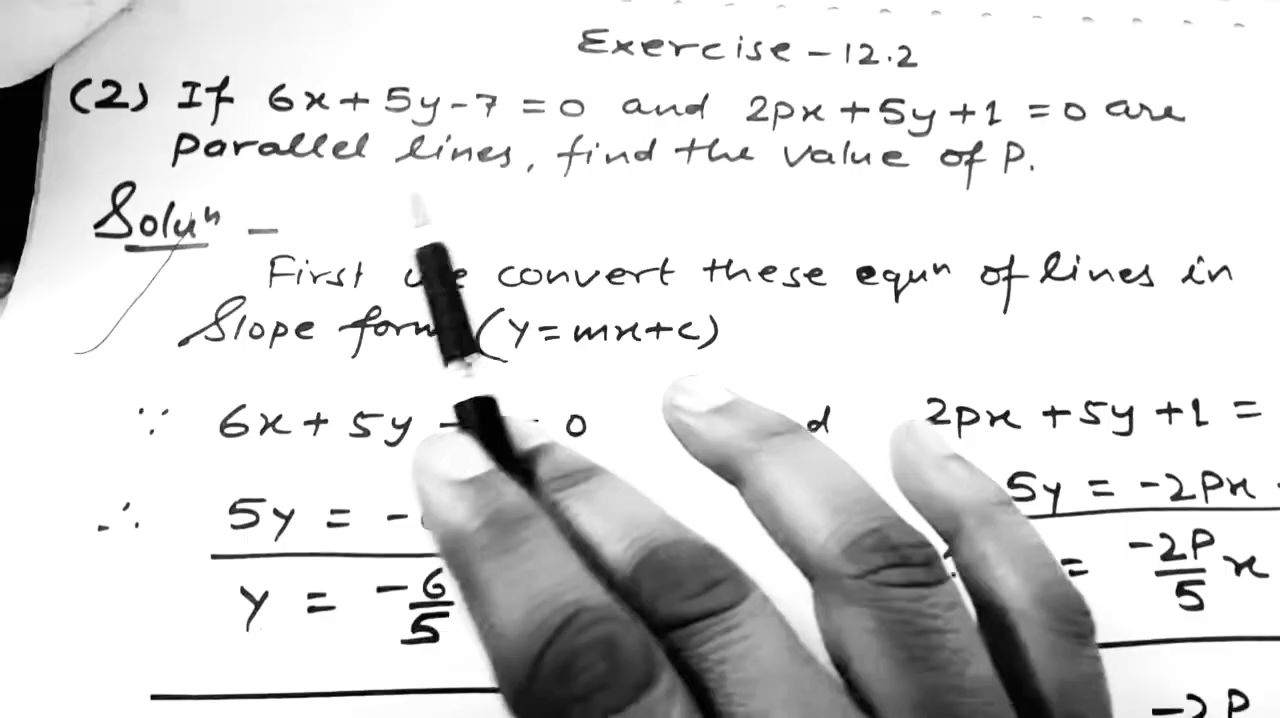 Exercise - 12.2
(2) If 6x + 5y - 7 = 0 and 2px + 5y + 1 = 0 are
parallel lines, find the value of P.
Soluⁿ -
First we convert these equⁿ of lines in
Slope form (y = mx + c)
∵ 6x + 5y - = 0 2px + 5y + 1 =
∴ 5y = - 5y = -2px
y = -6/5 = -2p/5 x
-2p